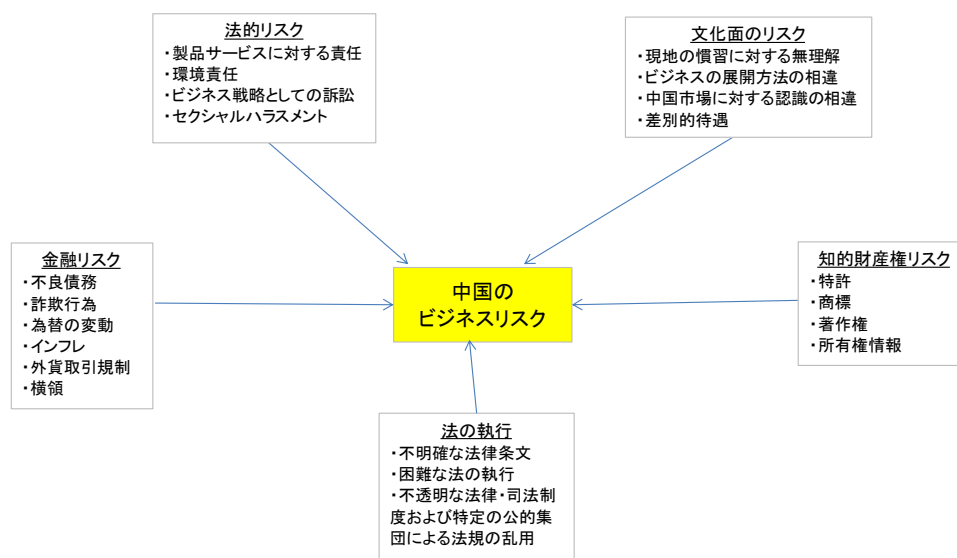 法的リスク
・製品サービスに対する責任
・環境責任
・ビジネス戦略としての訴訟
・セクシャルハラスメント
文化面のリスク
・現地の慣習に対する無理解
・ビジネスの展開方法の相違
・中国市場に対する認識の相違
・差別的待遇
金融リスク
・不良債務
・詐欺行為
・為替の変動
・インフレ
・外貨取引規制
・横領
中国の
ビジネスリスク
知的財産権リスク
・特許
・商標
・著作権
・所有権情報
法の執行
・不明確な法律条文
・困難な法の執行
・不透明な法律・司法制
度および特定の公的集
団による法規の乱用